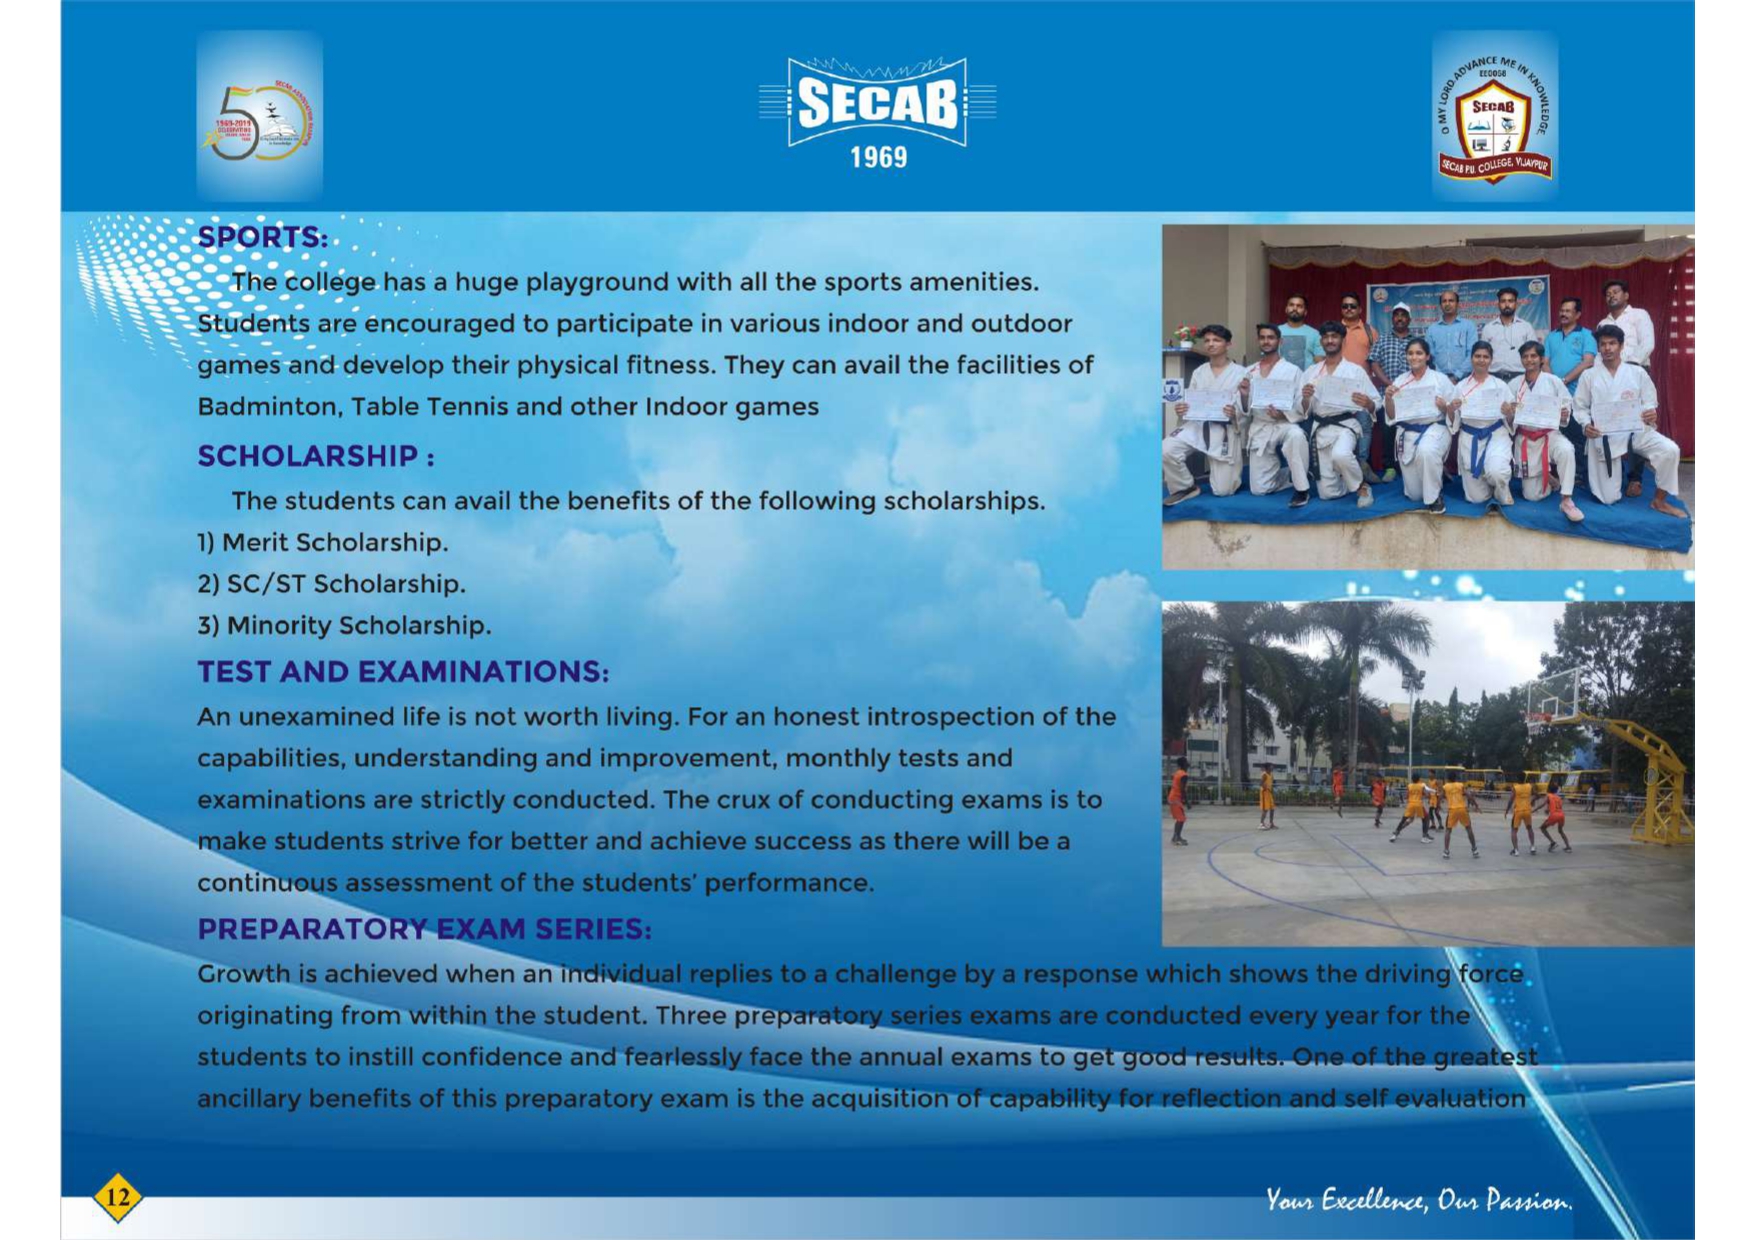 1969-2019
SECAB
1969
O MY LORD ADVANCE ME IN KNOWLEDGE
EE0058
SECAB
SECAB P.U. COLLEGE, VIJAYPUR
SPORTS:
The college has a huge playground with all the sports amenities.
Students are encouraged to participate in various indoor and outdoor
games and develop their physical fitness. They can avail the facilities of
Badminton, Table Tennis and other Indoor games
SCHOLARSHIP :
The students can avail the benefits of the following scholarships.
1) Merit Scholarship.
2) SC/ST Scholarship.
3) Minority Scholarship.
TEST AND EXAMINATIONS:
An unexamined life is not worth living. For an honest introspection of the
capabilities, understanding and improvement, monthly tests and
examinations are strictly conducted. The crux of conducting exams is to
make students strive for better and achieve success as there will be a
continuous assessment of the students’ performance.
PREPARATORY EXAM SERIES:
Growth is achieved when an individual replies to a challenge by a response which shows the driving force
originating from within the student. Three preparatory series exams are conducted every year for the
students to instill confidence and fearlessly face the annual exams to get good results. One of the greatest
ancillary benefits of this preparatory exam is the acquisition of capability for reflection and self evaluation
12
Your Excellence, Our Passion.